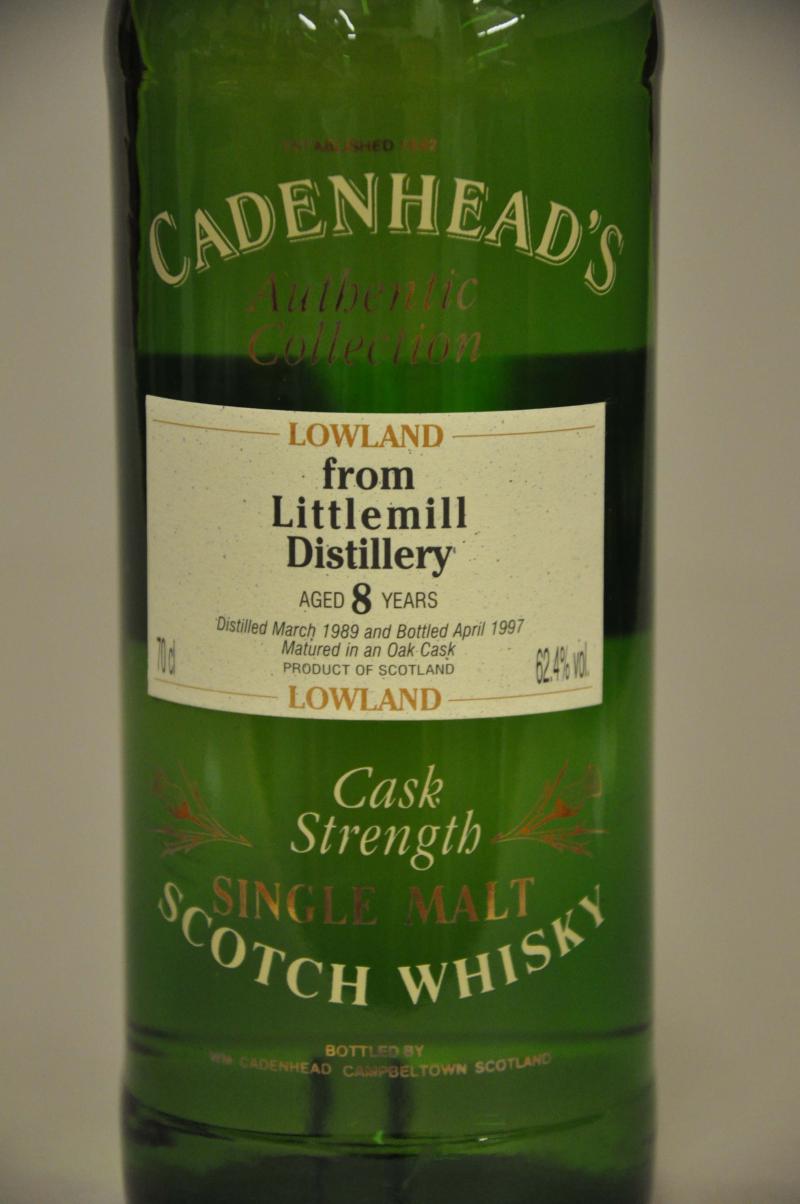 ESTABLISHED 1842
CADENHEAD'S
Authentic
Collection
LOWLAND
from
Littlemill
Distillery
AGED 8 YEARS
Distilled March 1989 and Bottled April 1997
Matured in an Oak Cask
70 cl
62.4% vol.
PRODUCT OF SCOTLAND
LOWLAND
Cask
Strength
SINGLE MALT
SCOTCH WHISKY
BOTTLED BY
WM CADENHEAD CAMPBELTOWN SCOTLAND